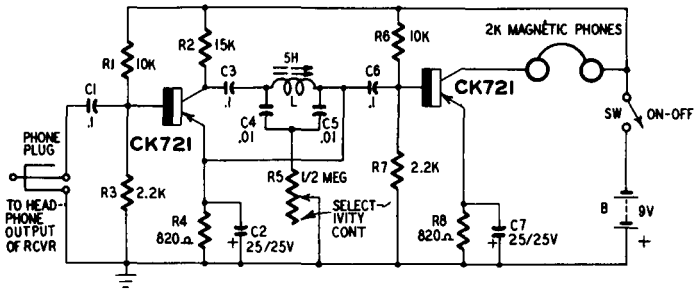 R1
10K
R2
15K
5H
C3
.1
L
C4
.01
C5
.01
R6
10K
C6
.1
2K MAGNETIC PHONES
SW
ON-OFF
C1
.1
CK721
CK721
PHONE
PLUG
TO HEAD-
PHONE
OUTPUT
OF RCVR
R3
2.2K
R4
820Ω
C2
25/25V
+
R5
1/2 MEG
SELECT-
IVITY
CONT
R7
2.2K
R8
820Ω
C7
25/25V
+
B
9V
+